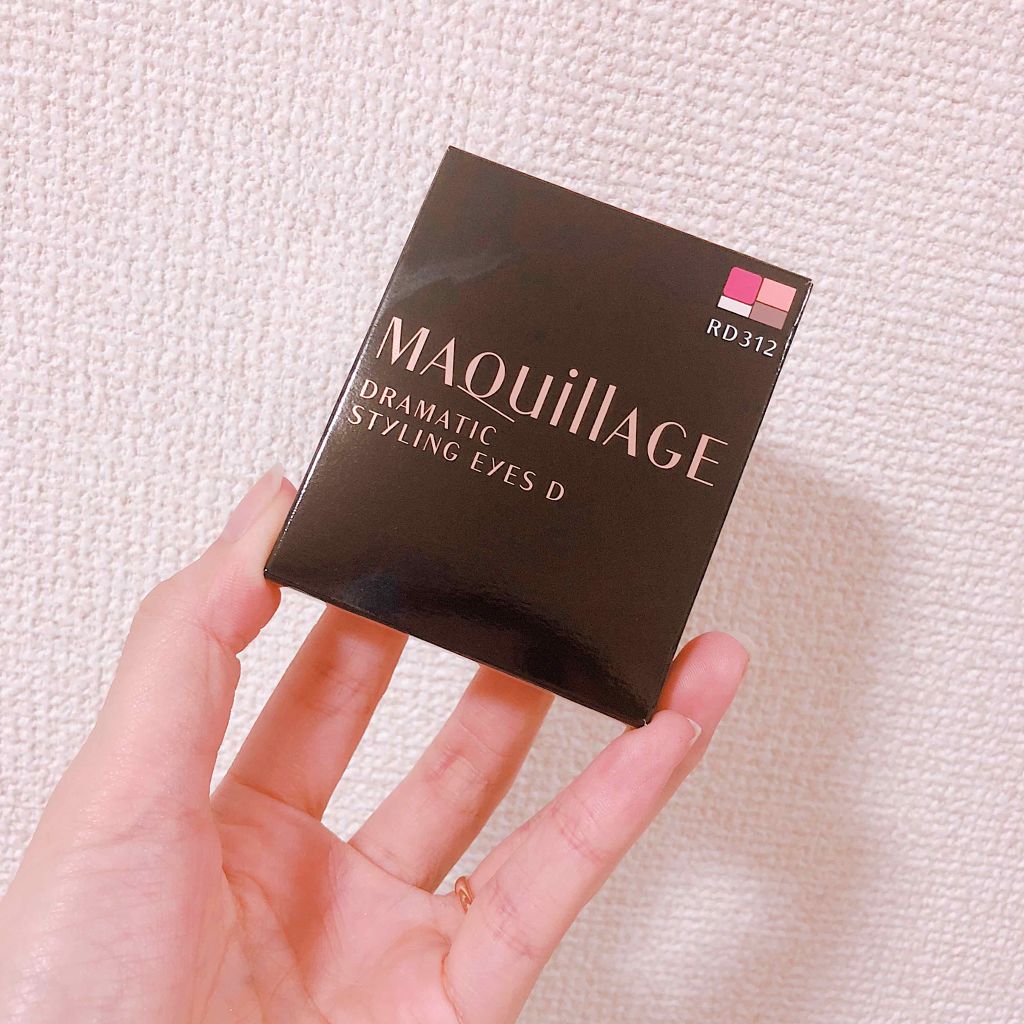 RD312
MAQuillAGE
DRAMATIC
STYLING EYES D